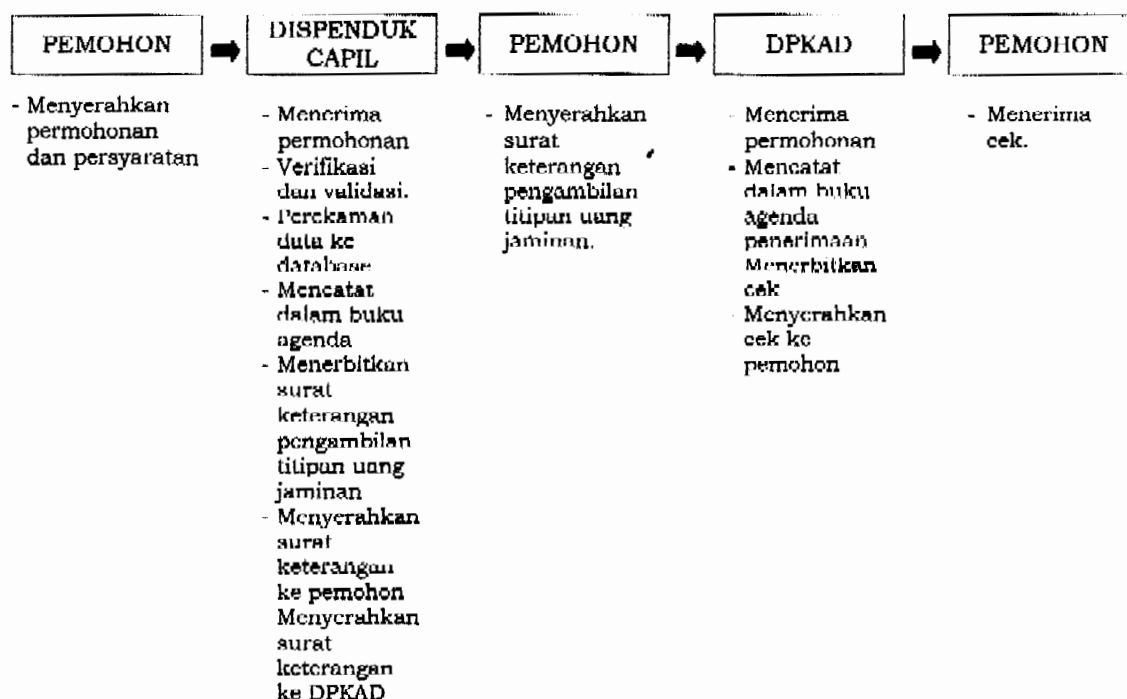 PEMOHON
DISPENDUK
CAPIL
PEMOHON
DPKAD
PEMOHON
- Menyerahkan
permohonan
dan persyaratan
- Menerima
permohonan
- Verifikasi
dan validasi.
- Perekaman
data ke
database
- Mencatat
dalam buku
agenda
- Menerbitkan
surat
keterangan
pengambilan
titipan uang
jaminan
- Menyerahkan
surat
keterangan
ke pemohon
Menyerahkan
surat
keterangan
ke DPKAD
- Menyerahkan
surat
keterangan
pengambilan
titipan uang
jaminan.
- Menerima
permohonan
- Mencatat
dalam buku
agenda
penerimaan
Menerbitkan
cek
- Menyerahkan
cek ke
pemohon
- Menerima
cek.